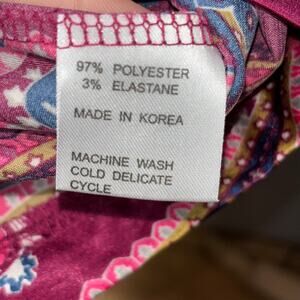 97% POLYESTER
3% ELASTANE
MADE IN KOREA
MACHINE WASH
COLD DELICATE
CYCLE